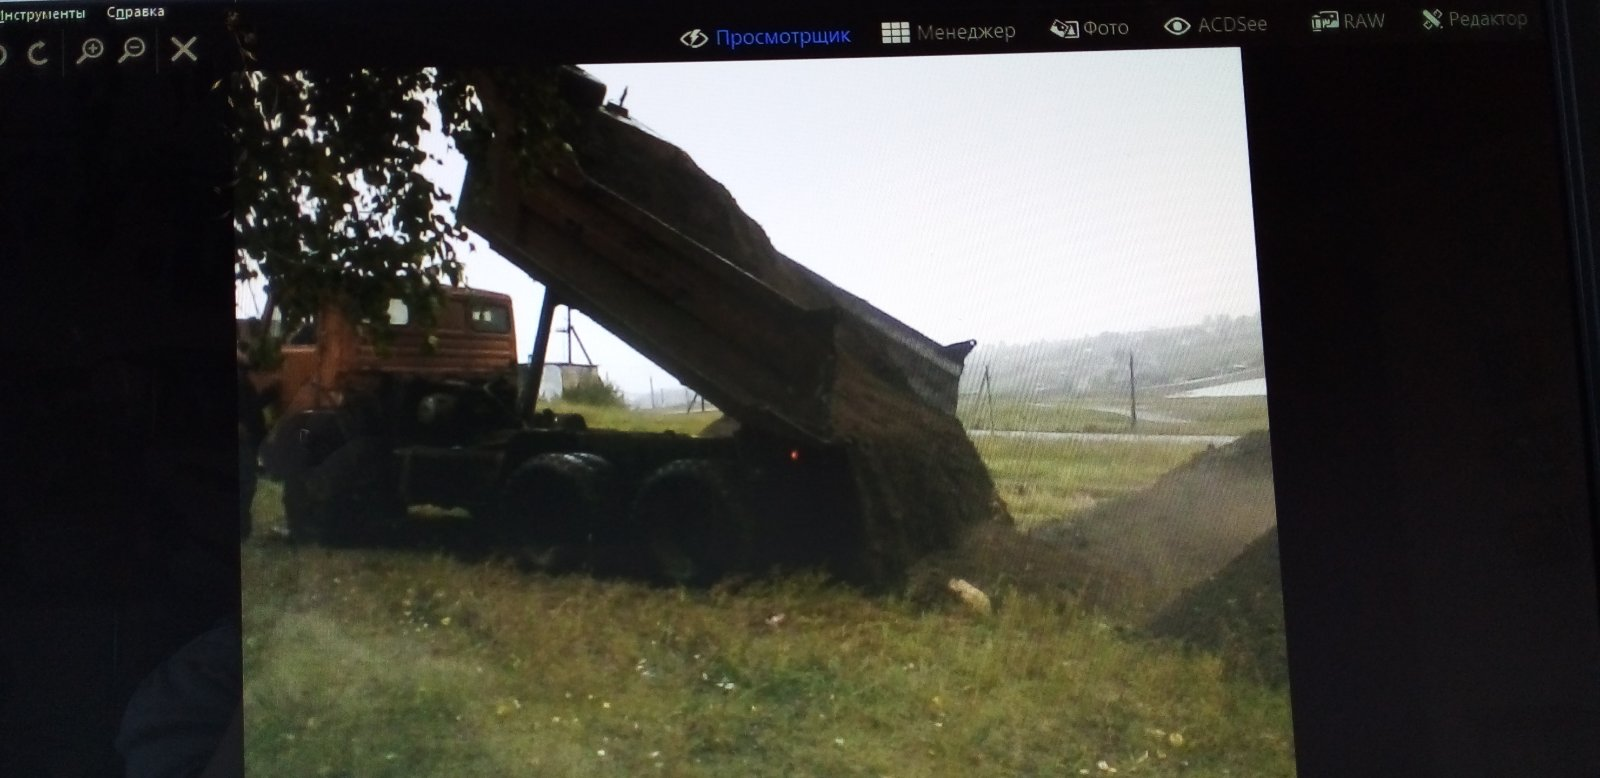 Инструменты Справка
Просмотрщик Менеджер Фото ACDSee RAW Редактор